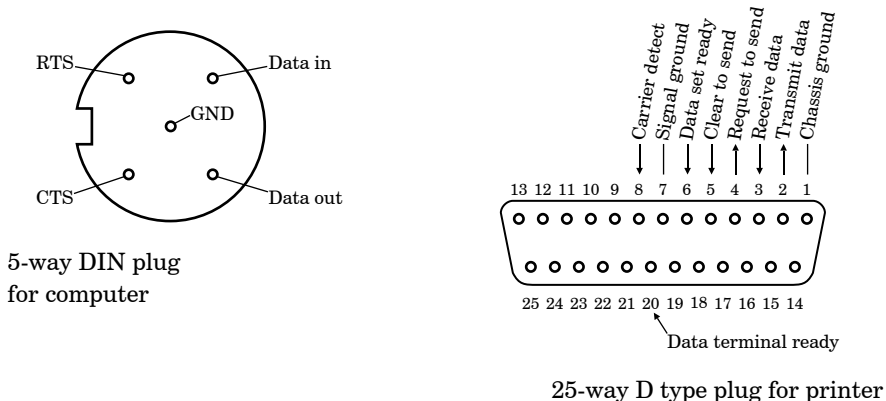 RTS
Data in
GND
CTS
Data out
5-way DIN plug
for computer
Carrier detect
Signal ground
Data set ready
Clear to send
Request to send
Receive data
Transmit data
Chassis ground
13 12 11 10 9 8 7 6 5 4 3 2 1
25 24 23 22 21 20 19 18 17 16 15 14
Data terminal ready
25-way D type plug for printer